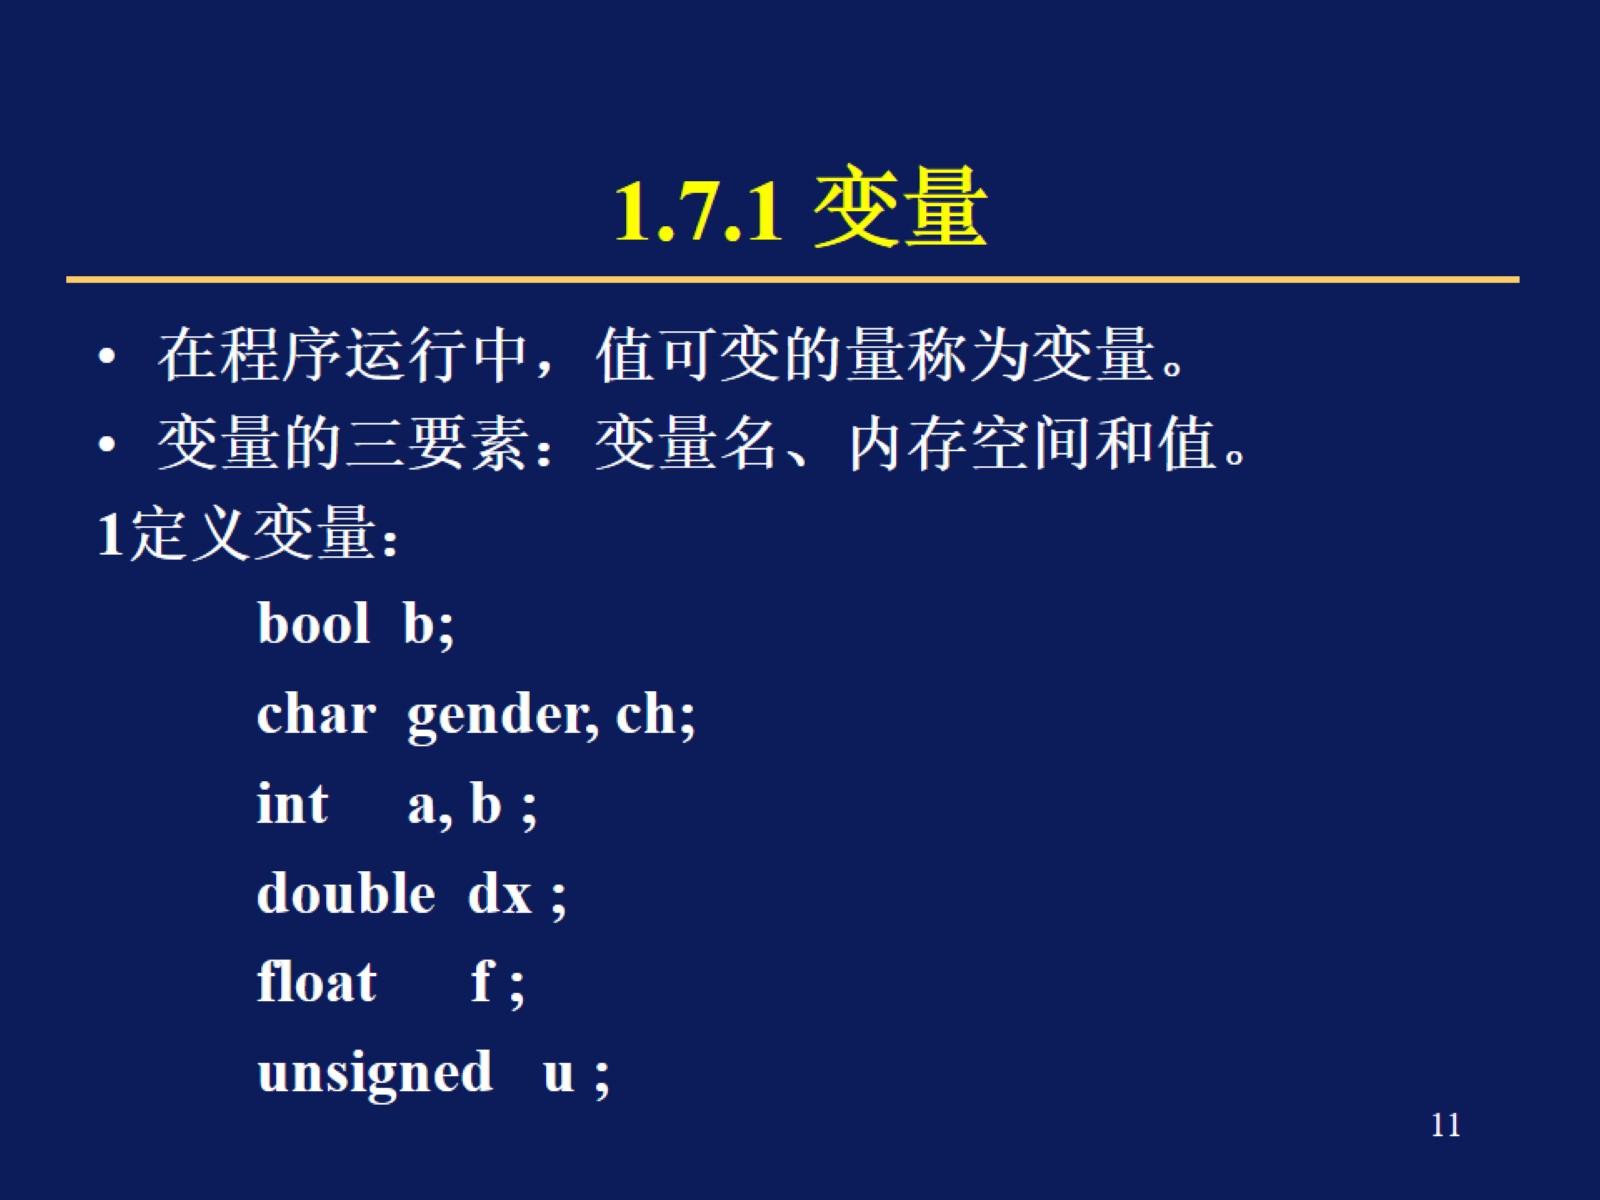 1.7.1 变量
• 在程序运行中，值可变的量称为变量。
• 变量的三要素：变量名、内存空间和值。
1定义变量：
bool b;
char gender, ch;
int a, b ;
double dx ;
float f ;
unsigned u ;
11